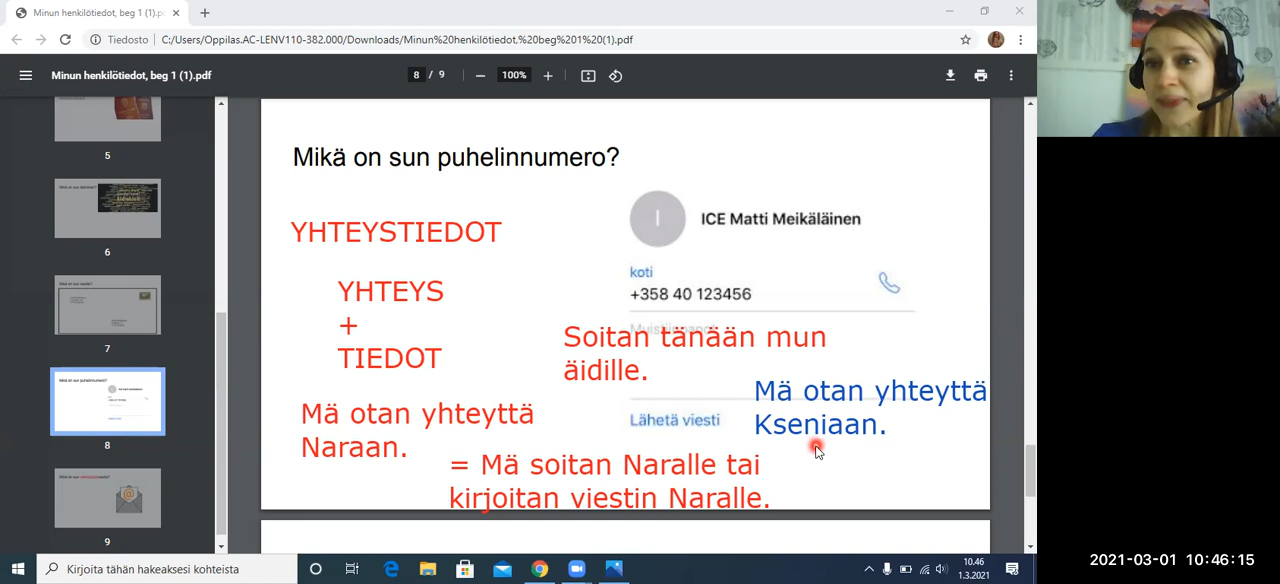 Minun henkilötiedot, beg 1 (1).p
Tiedosto
C:/Users/Oppilas.AC-LENV110-382.000/Downloads/Minun%20henkilötiedot,%20beg%201%20(1).pdf
Minun henkilötiedot, beg 1 (1).pdf
8 / 9
100%
5
6
7
8
9
Mikä on sun puhelinnumero?
YHTEYSTIEDOT
YHTEYS
+
TIEDOT
I
ICE Matti Meikäläinen
koti
+358 40 123456
Soitan tänään mun
äidille.
Mä otan yhteyttä
Kseniaan.
Lähetä viesti
Mä otan yhteyttä
Naraan.
= Mä soitan Naralle tai
kirjoitan viestin Naralle.
Kirjoita tähän hakeaksesi kohteista
10.46
1.3.2021
2021-03-01 10:46:15